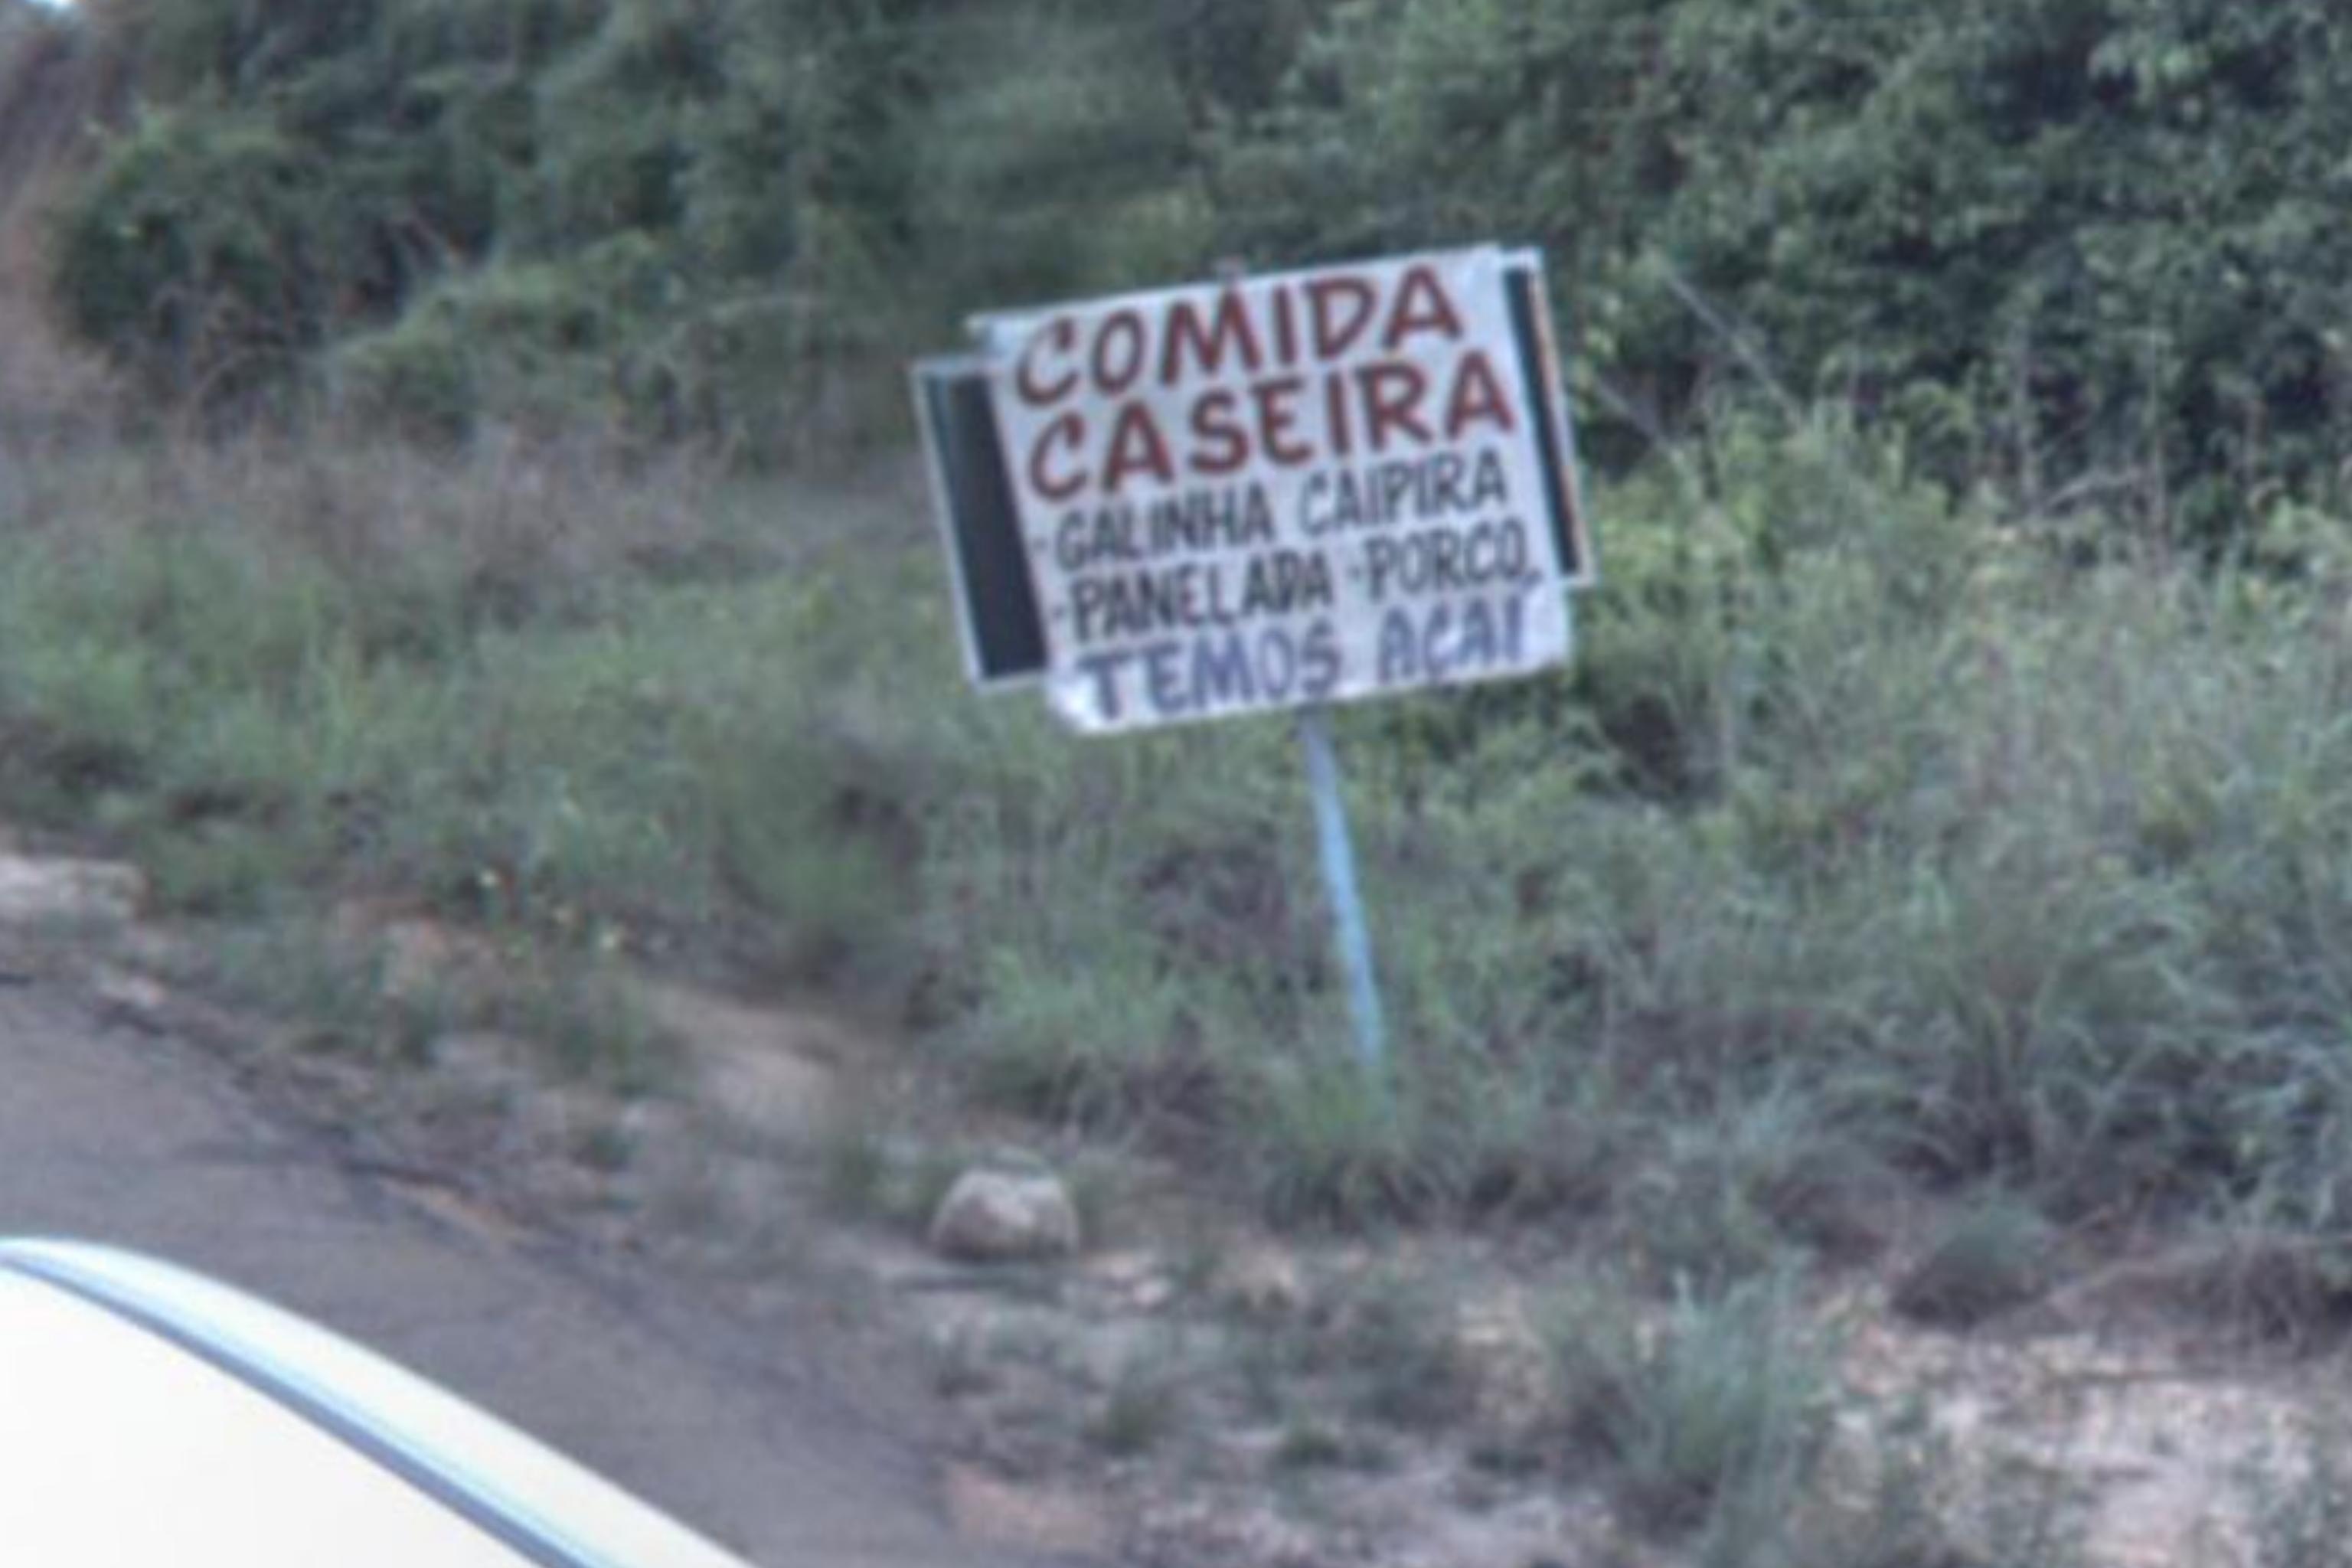 COMIDA
CASEIRA
-GALINHA CAIPIRA
-PANELADA -PORCO,
TEMOS AÇAÍ